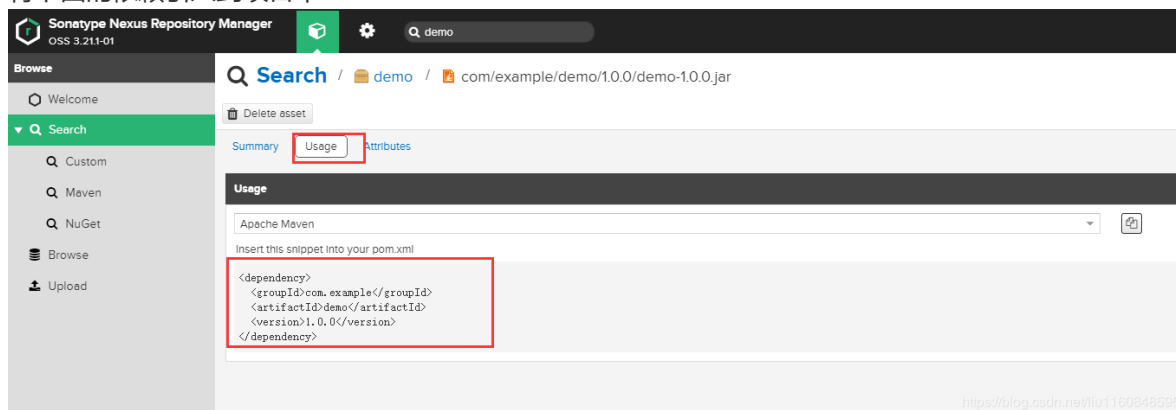 Sonatype Nexus Repository Manager
OSS 3.21.1-01
demo
Browse
Welcome
Search
Custom
Maven
NuGet
Browse
Upload
Search / demo / com/example/demo/1.0.0/demo-1.0.0.jar
Delete asset
Summary Usage Attributes
Usage
Apache Maven
Insert this snippet into your pom.xml
<dependency>
<groupId>com.example</groupId>
<artifactId>demo</artifactId>
<version>1.0.0</version>
</dependency>